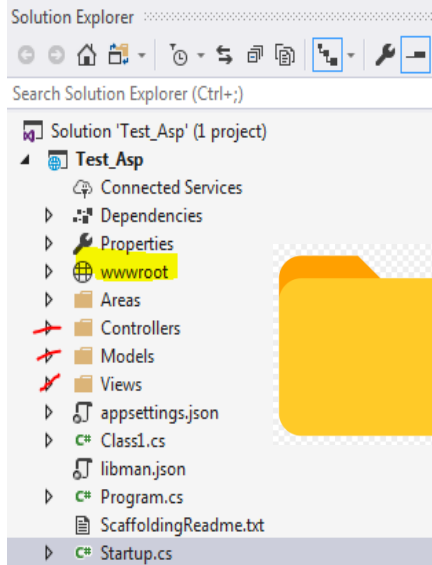 Solution Explorer
Search Solution Explorer (Ctrl+;)
Solution 'Test_Asp' (1 project)
Test_Asp
Connected Services
Dependencies
Properties
wwwroot
Areas
Controllers
Models
Views
appsettings.json
C# Class1.cs
libman.json
C# Program.cs
ScaffoldingReadme.txt
C# Startup.cs